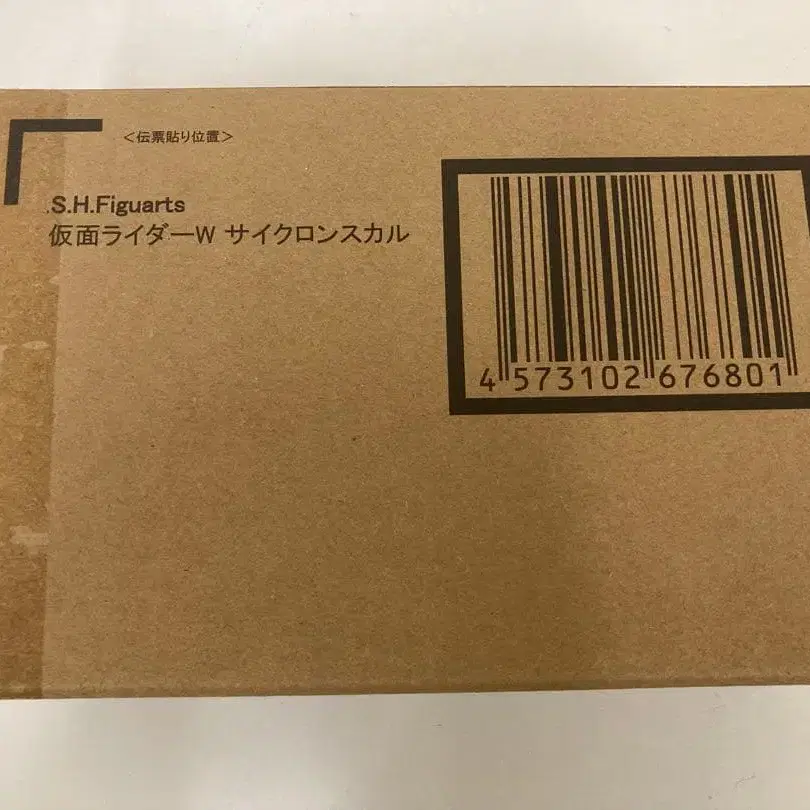 <伝票貼り位置>
S.H.Figuarts
仮面ライダーW サイクロンスカル
4 573102 676801